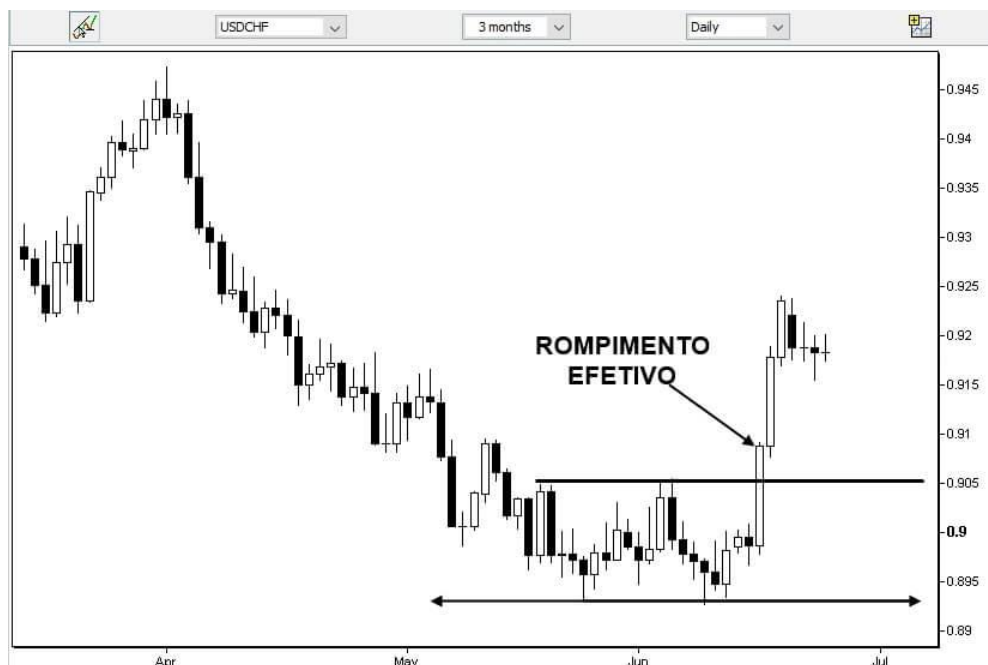 USDCHF
3 months
Daily
0.945
0.94
0.935
0.93
0.925
0.92
ROMPIMENTO
EFETIVO
0.915
0.91
0.905
0.9
0.895
0.89
Apr
May
Jun
Jul